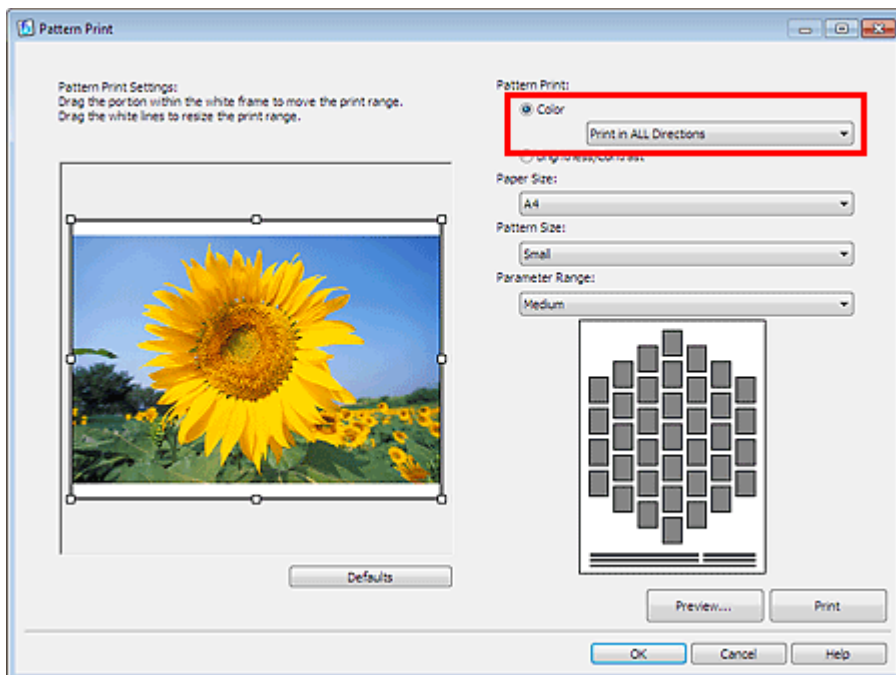 Pattern Print
Pattern Print Settings:
Drag the portion within the white frame to move the print range.
Drag the white lines to resize the print range.
Defaults
Pattern Print:
Color
Print in ALL Directions
Brightness/Contrast
Paper Size:
A4
Pattern Size:
Small
Parameter Range:
Medium
Preview...
Print
OK
Cancel
Help